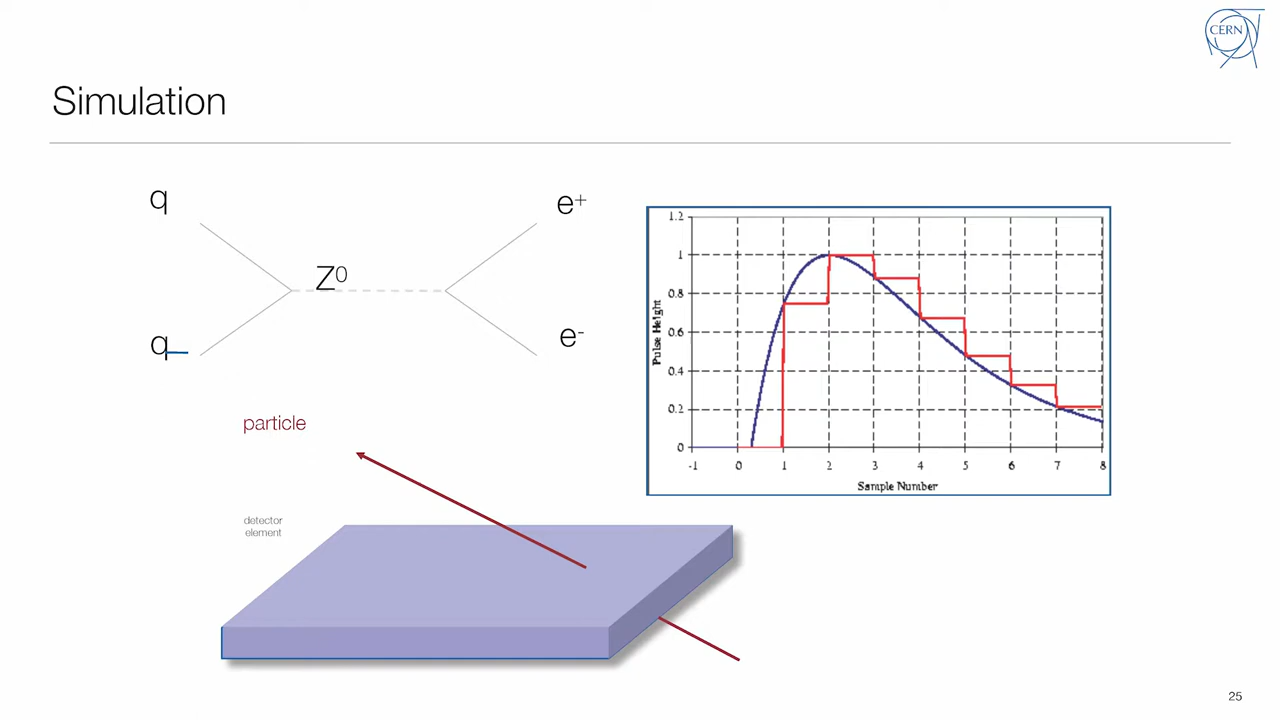 CERN
Simulation
q
e⁺
Z⁰
q
e⁻
particle
detector
element
1.2
1
0.8
0.6
0.4
0.2
0
Pulse Height
-1 0 1 2 3 4 5 6 7 8
Sample Number
25